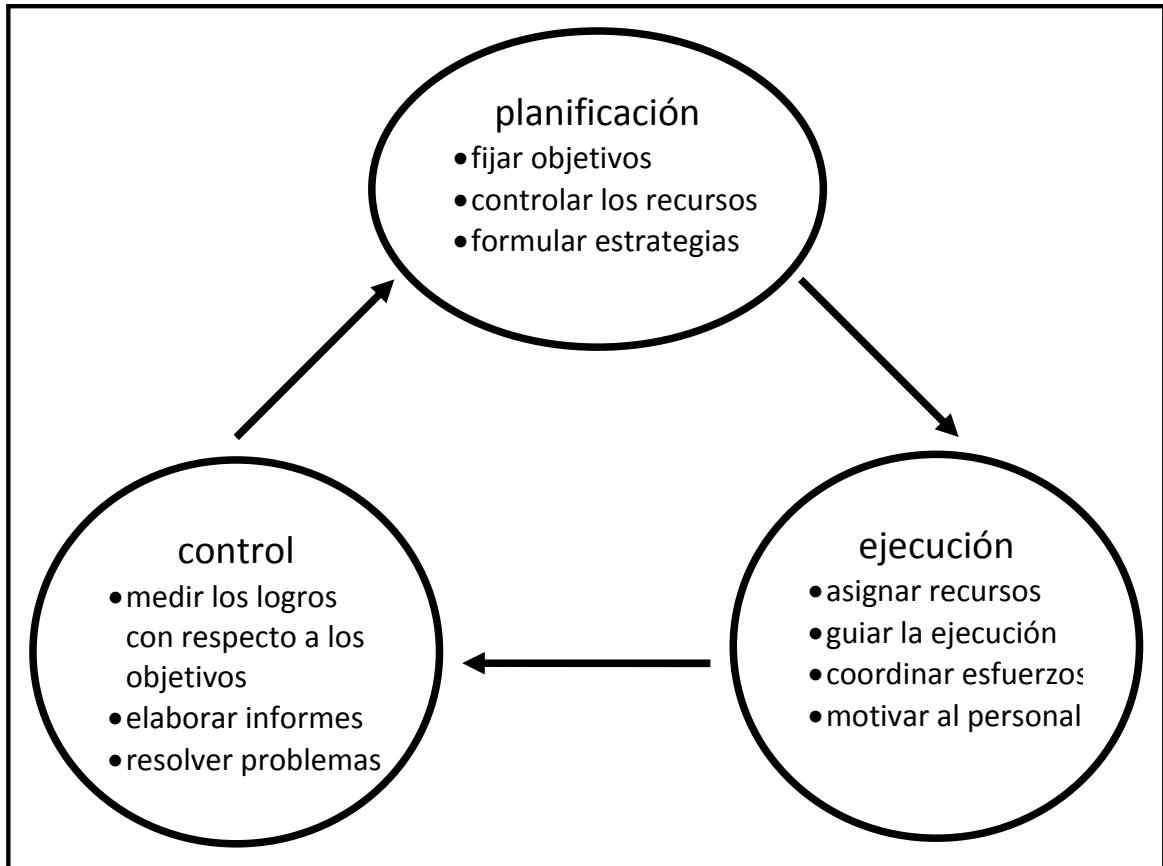 planificación
•fijar objetivos
•controlar los recursos
•formular estrategias
control
•medir los logros
con respecto a los
objetivos
•elaborar informes
•resolver problemas
ejecución
•asignar recursos
•guiar la ejecución
•coordinar esfuerzos
•motivar al personal